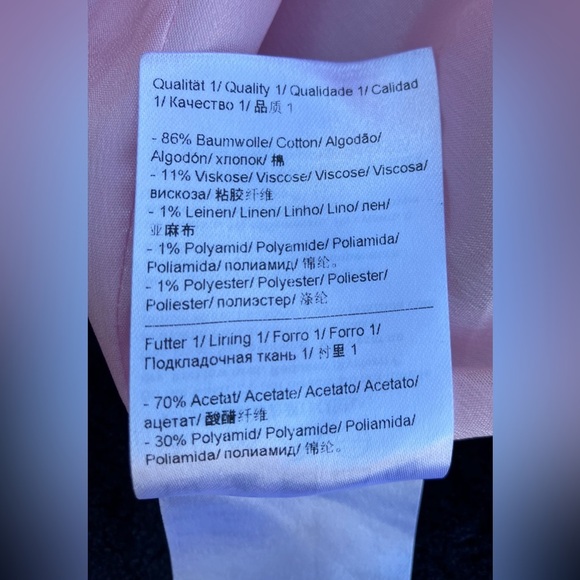 Qualität 1/ Quality 1/ Qualidade 1/ Calidad
1/ Качество 1/ 品质 1
- 86% Baumwolle/ Cotton/ Algodão/
Algodón/ хлопок/ 棉
- 11% Viskose/ Viscose/ Viscose/ Viscosa/
вискоза/ 粘胶纤维
- 1% Leinen/ Linen/ Linho/ Lino/ лен/
亚麻布
- 1% Polyamid/ Polyamide/ Poliamida/
Poliamida/ полиамид/ 锦纶。
- 1% Polyester/ Polyester/ Poliester/
Poliester/ полиэстер/ 涤纶
Futter 1/ Lining 1/ Forro 1/ Forro 1/
Подкладочная ткань 1/ 衬里 1
- 70% Acetat/ Acetate/ Acetato/ Acetato/
ацетат/ 醋酸纤维
- 30% Polyamid/ Polyamide/ Poliamida/
Poliamida/ полиамид/ 锦纶。